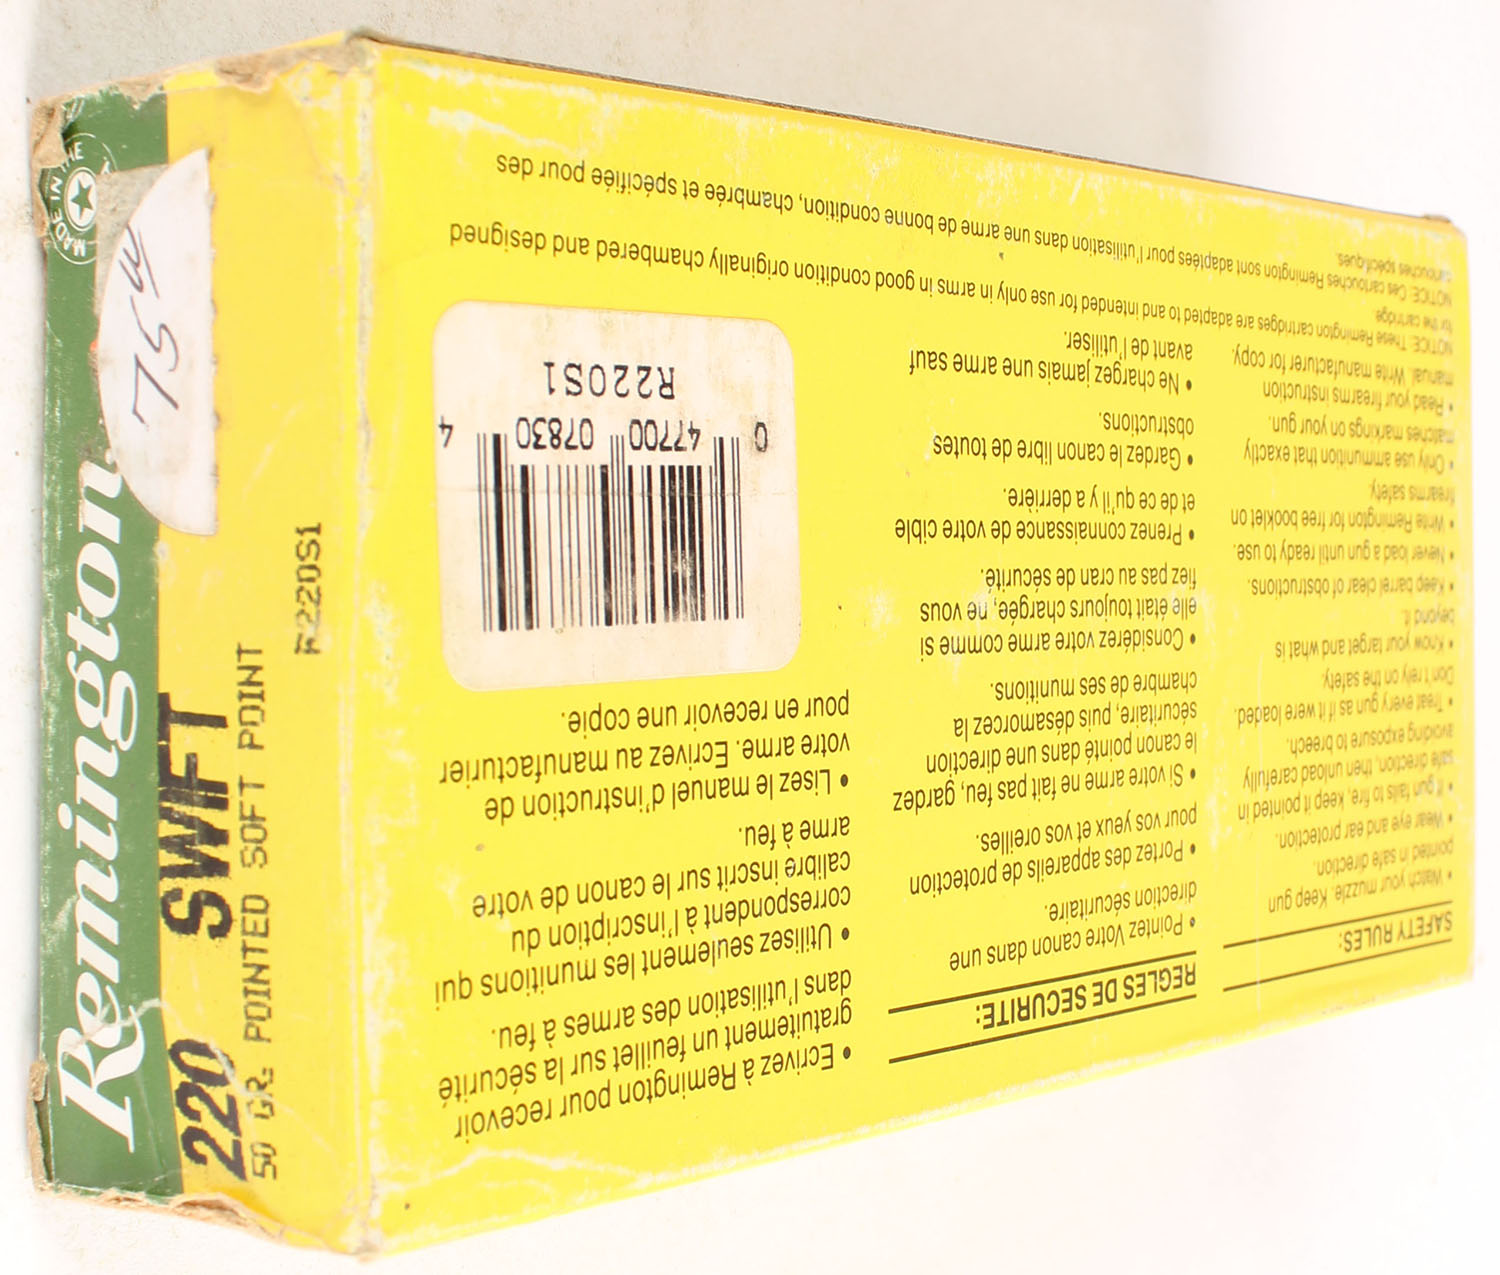 Remington
MADE IN THE
75
220 SWIFT
50 GR. POINTED SOFT POINT
R220S1
SAFETY RULES:
• Watch your muzzle. Keep gun
pointed in safe direction.
• Wear eye and ear protection.
• If gun fails to fire, keep it pointed in
safe direction, then unload carefully
avoiding exposure to breech.
• Treat every gun as if it were loaded.
Don't rely on the safety.
• Know your target and what is
beyond it.
• Keep barrel clear of obstructions.
• Never load a gun until ready to use.
• Write Remington for free booklet on
firearms safety.
• Only use ammunition that exactly
matches markings on your gun.
• Read your firearms instruction
manual. Write manufacturer for copy.
REGLES DE SECURITE:
• Pointez Votre canon dans une
direction sécuritaire.
• Portez des appareils de protection
pour vos yeux et vos oreilles.
• Si votre arme ne fait pas feu, gardez
le canon pointé dans une direction
sécuritaire, puis désamorcez la
chambre de ses munitions.
• Considérez votre arme comme si
elle était toujours chargée, ne vous
fiez pas au cran de sécurité.
• Prenez connaissance de votre cible
et de ce qu'il y a derrière.
• Gardez le canon libre de toutes
obstructions.
• Ne chargez jamais une arme sauf
avant de l'utiliser.
• Ecrivez à Remington pour recevoir
gratuitement un feuillet sur la sécurité
dans l'utilisation des armes à feu.
• Utilisez seulement les munitions qui
correspondent à l'inscription du
calibre inscrit sur le canon de votre
arme à feu.
• Lisez le manuel d'instruction de
votre arme. Ecrivez au manufacturier
pour en recevoir une copie.
0 47700 07830 4
R220S1
NOTICE: These Remington cartridges are adapted to and intended for use only in arms in good condition originally chambered and designed
for the cartridge.
NOTICE: Ces cartouches Remington sont adaptées pour l'utilisation dans une arme de bonne condition, chambrée et spécifiée pour des
cartouches spécifiques.